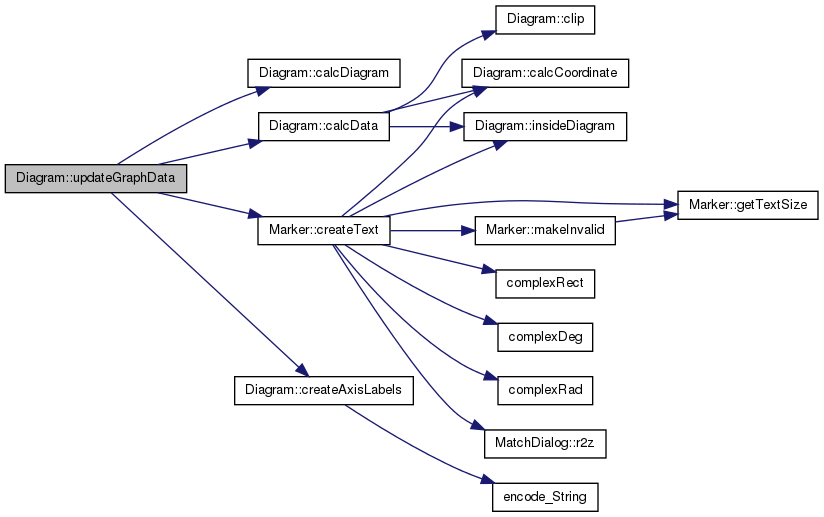 Diagram::clip
Diagram::calcDiagram
Diagram::calcCoordinate
Diagram::calcData
Diagram::insideDiagram
Diagram::updateGraphData
Marker::getTextSize
Marker::createText
Marker::makeInvalid
complexRect
complexDeg
Diagram::createAxisLabels
complexRad
MatchDialog::r2z
encode_String